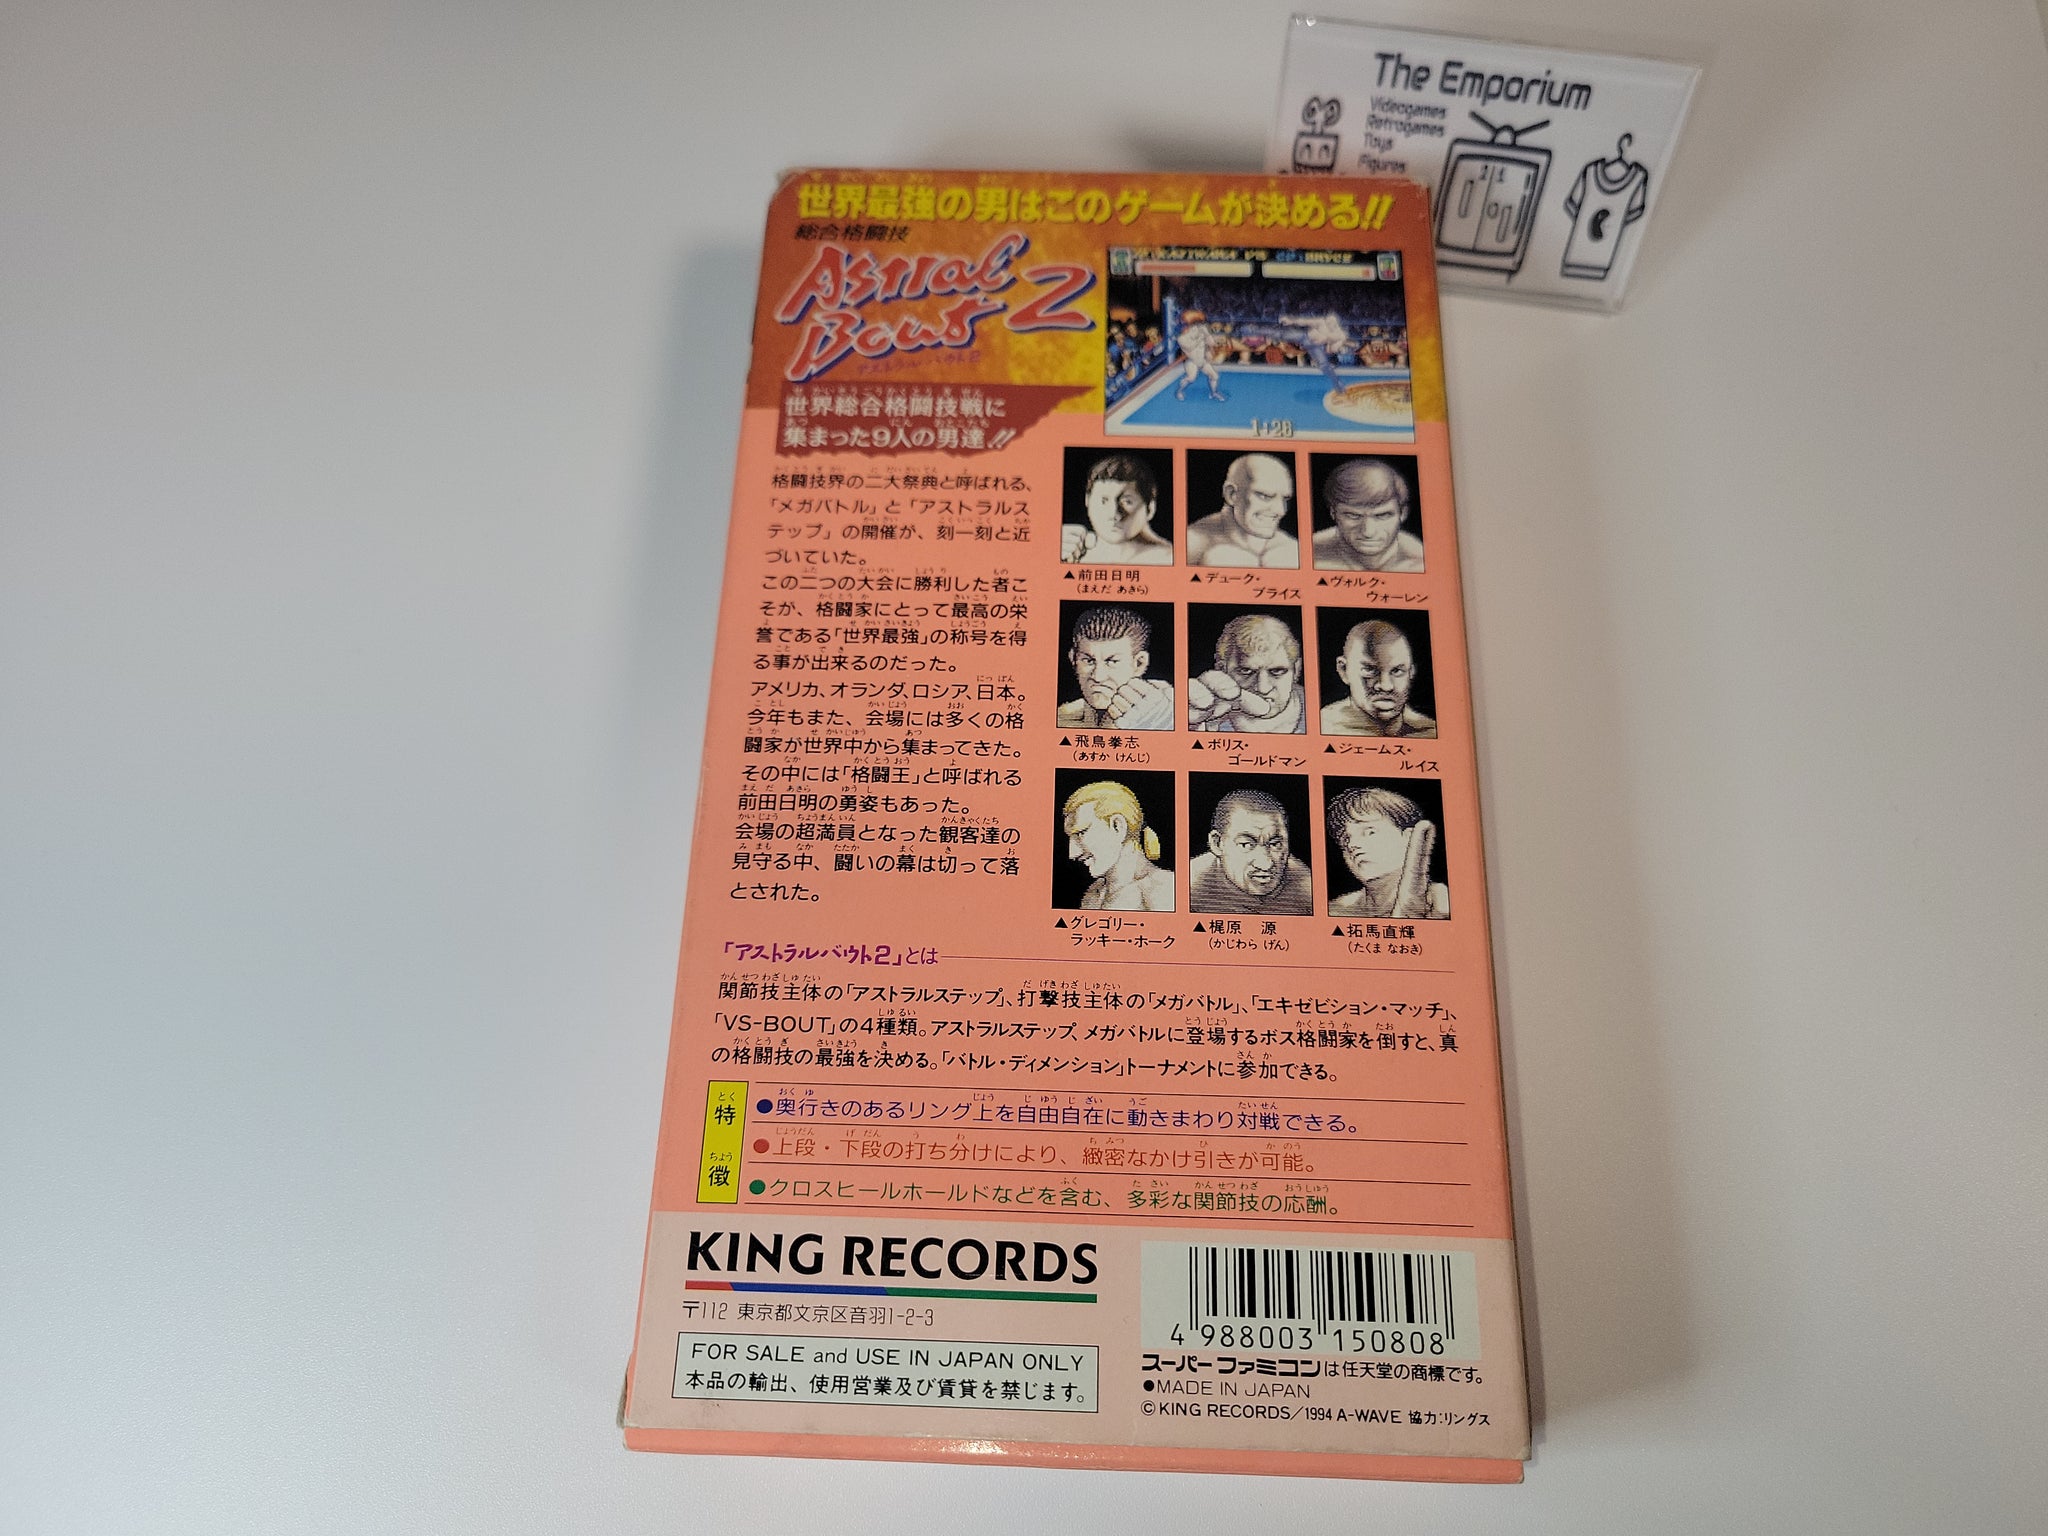 The Emporium
Videogames
Retrogames
Toys
Figures
世界最強の男はこのゲームが決める!!
総合格闘技
Astral
Bout 2
アストラルバウト2
世界総合格闘技戦に
集まった9人の男達!!
格闘技界の二大祭典と呼ばれる、
「メガバトル」と「アストラルス
テップ」の開催が、刻一刻と近
づいていた。
この二つの大会に勝利した者こ
そが、格闘家にとって最高の栄
誉である「世界最強」の称号を得
る事が出来るのだった。
アメリカ、オランダ、ロシア、日本。
今年もまた、会場には多くの格
闘家が世界中から集まってきた。
その中には「格闘王」と呼ばれる
前田日明の勇姿もあった。
会場の超満員となった観客達の
見守る中、闘いの幕は切って落
とされた。
1:26
▲前田日明
(まえだ あきら)
▲デューク・
プライス
▲ヴォルク・
ウォーレン
▲飛鳥拳志
(あすか けんじ)
▲ボリス・
ゴールドマン
▲ジェームス・
ルイス
▲グレゴリー・
ラッキー・ホーク
▲梶原 源
(かじわら げん)
▲拓馬直輝
(たくま なおき)
「アストラルバウト2」とは
関節技主体の「アストラルステップ」、打撃技主体の「メガバトル」、「エキゼビション・マッチ」、
「VS-BOUT」の4種類。アストラルステップ、メガバトルに登場するボス格闘家を倒すと、真
の格闘技の最強を決める。「バトル・ディメンション」トーナメントに参加できる。
特徴
●奥行きのあるリング上を自由自在に動きまわり対戦できる。
●上段・下段の打ち分けにより、緻密なかけ引きが可能。
●クロスヒールホールドなどを含む、多彩な関節技の応酬。
KING RECORDS
〒112 東京都文京区音羽1-2-3
FOR SALE and USE IN JAPAN ONLY
本品の輸出、使用営業及び賃貸を禁じます。
4 988003 150808
スーパーファミコンは任天堂の商標です。
●MADE IN JAPAN
©KING RECORDS/1994 A-WAVE 協力:リングス